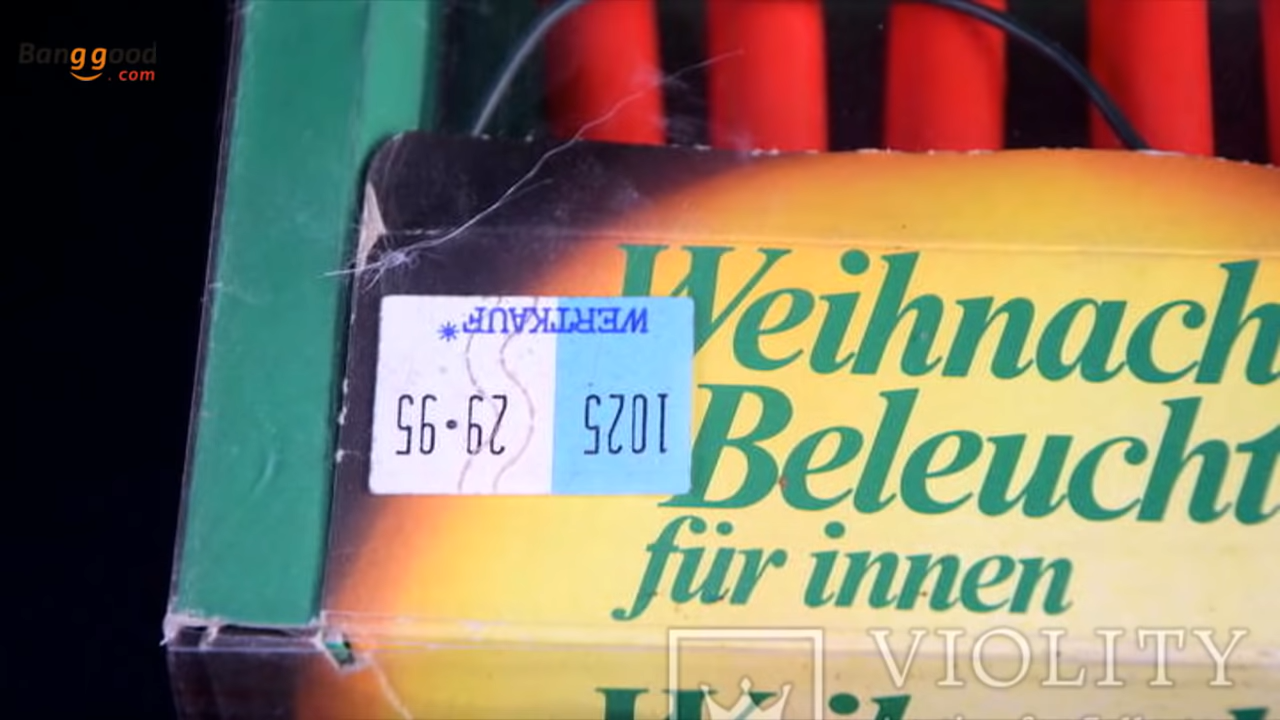 Banggood
.com
WERTKAUF*
1025 29.95
Weihnach
Beleucht
für innen
VIOLITY